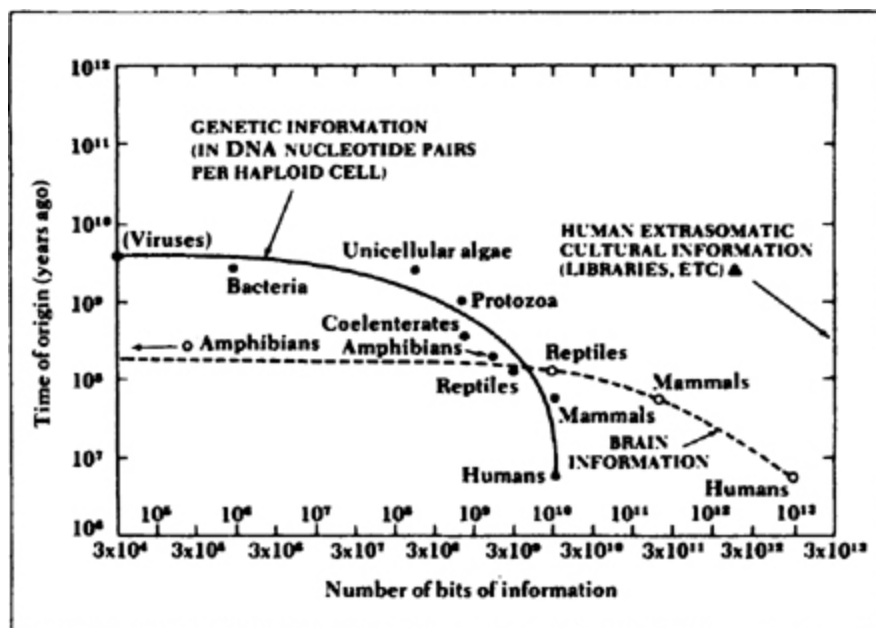 10¹²
GENETIC INFORMATION
(IN DNA NUCLEOTIDE PAIRS
PER HAPLOID CELL)
10¹¹
10¹⁰
(Viruses)
Unicellular algae
HUMAN EXTRASOMATIC
CULTURAL INFORMATION
(LIBRARIES, ETC) ▲
Bacteria
10⁹
Protozoa
Coelenterates
Amphibians
Amphibians
Reptiles
10⁸
Reptiles
Mammals
Mammals
BRAIN
INFORMATION
10⁷
Humans
Humans
10⁶
10⁵ 10⁶ 10⁷ 10⁸ 10⁹ 10¹⁰ 10¹¹ 10¹² 10¹³
3x10⁴ 3x10⁵ 3x10⁶ 3x10⁷ 3x10⁸ 3x10⁹ 3x10¹⁰ 3x10¹¹ 3x10¹² 3x10¹³
Number of bits of information
Time of origin (years ago)